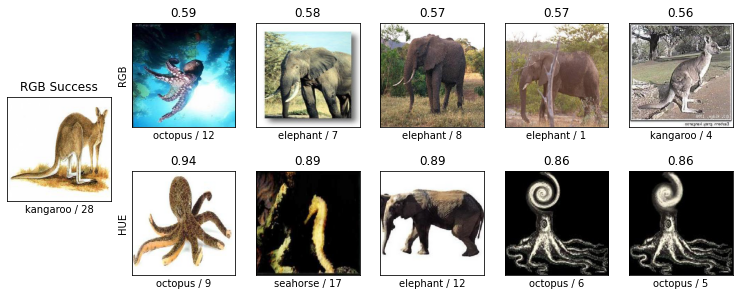 RGB Success
kangaroo / 28
RGB
0.59
octopus / 12
0.58
elephant / 7
0.57
elephant / 8
0.57
elephant / 1
0.56
kangaroo / 4
HUE
0.94
octopus / 9
0.89
seahorse / 17
0.89
elephant / 12
0.86
octopus / 6
0.86
octopus / 5